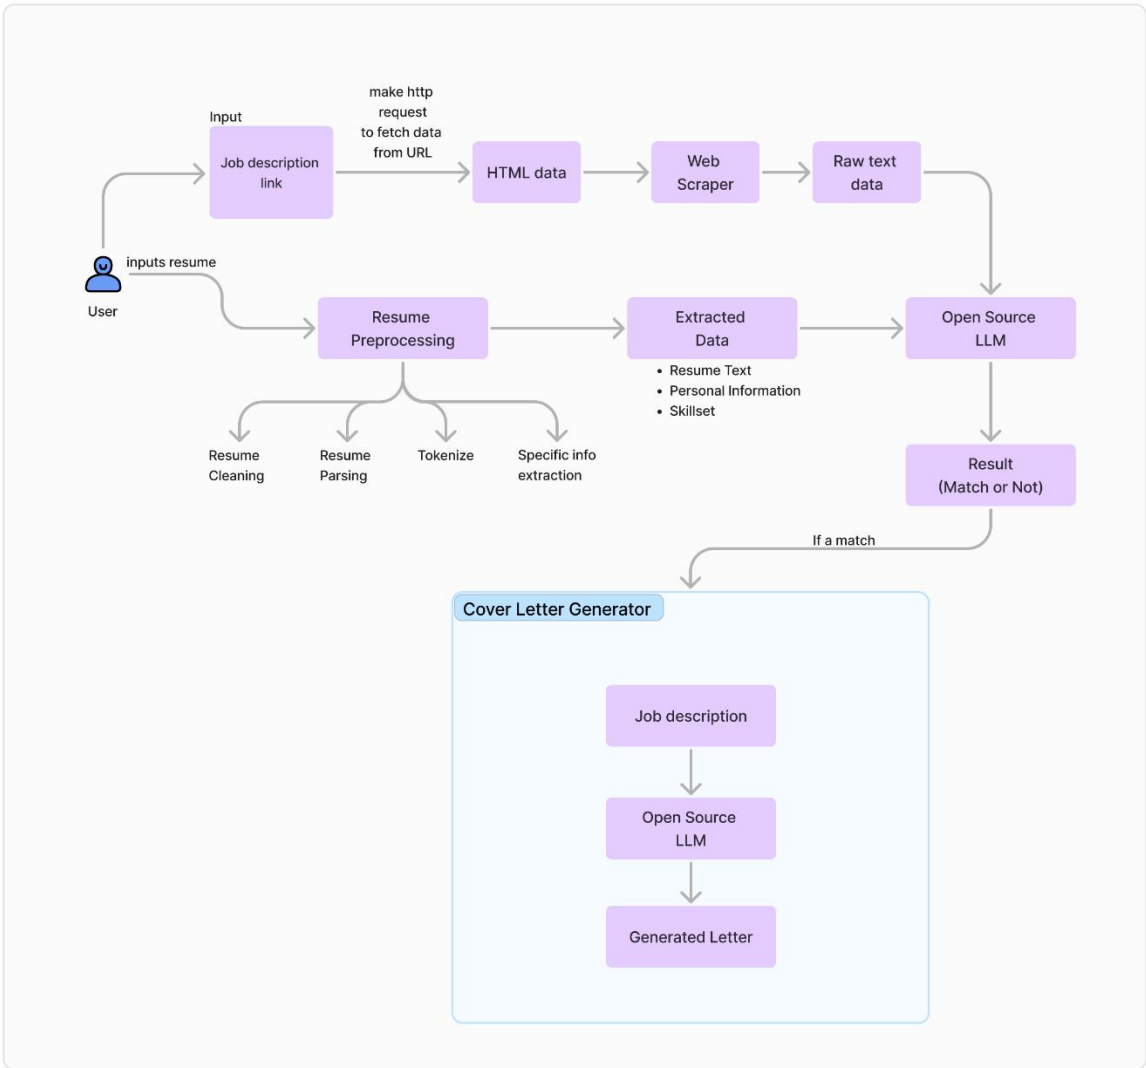 make http
request
to fetch data
from URL
Input
Job description
link
HTML data
Web
Scraper
Raw text
data
inputs resume
User
Resume
Preprocessing
Extracted
Data
Open Source
LLM
• Resume Text
• Personal Information
• Skillset
Resume
Cleaning
Resume
Parsing
Tokenize
Specific info
extraction
Result
(Match or Not)
If a match
Cover Letter Generator
Job description
Open Source
LLM
Generated Letter